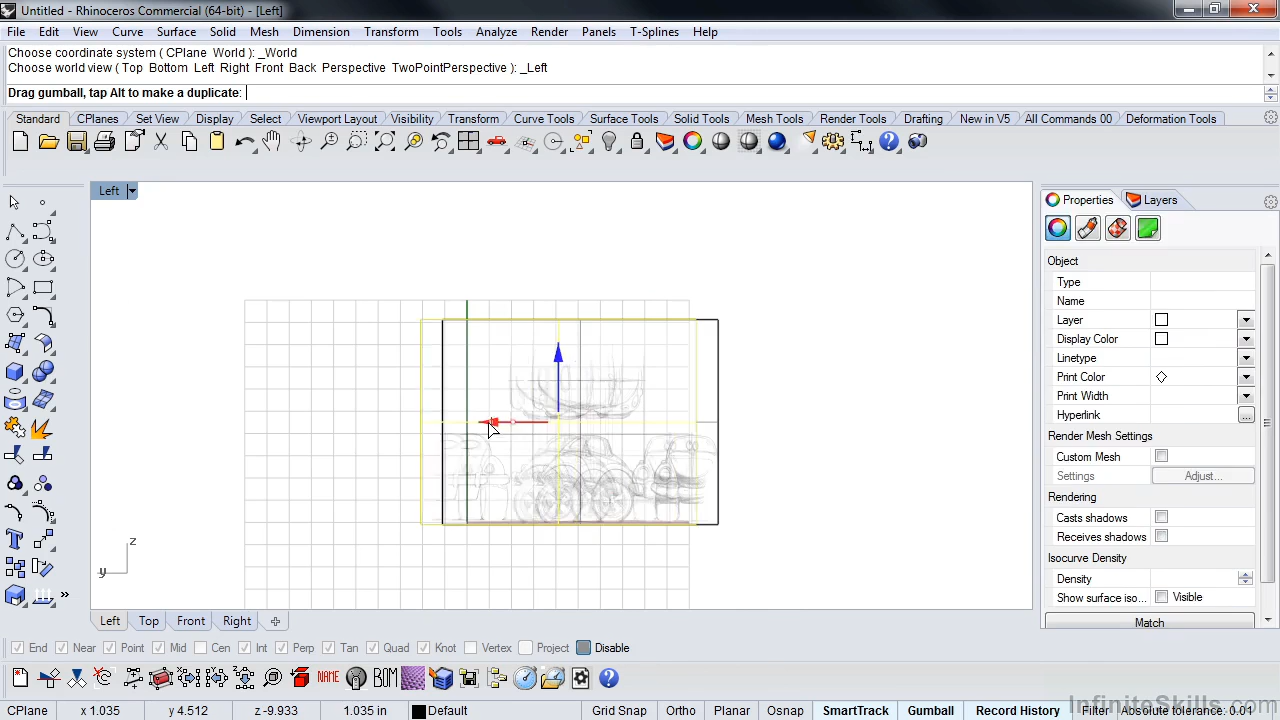 Untitled - Rhinoceros Commercial (64-bit) - [Left]
File Edit View Curve Surface Solid Mesh Dimension Transform Tools Analyze Render Panels T-Splines Help
Choose coordinate system ( CPlane World ): _World
Choose world view ( Top Bottom Left Right Front Back Perspective TwoPointPerspective ): _Left
Drag gumball, tap Alt to make a duplicate:
Standard CPlanes Set View Display Select Viewport Layout Visibility Transform Curve Tools Surface Tools Solid Tools Mesh Tools Render Tools Drafting New in V5 All Commands 00 Deformation Tools
Left
Properties Layers
Object
Type
Name
Layer
Display Color
Linetype
Print Color
Print Width
Hyperlink
Render Mesh Settings
Custom Mesh
Settings Adjust...
Rendering
Casts shadows
Receives shadows
Isocurve Density
Density
Show surface iso... Visible
Match
z
y
Left Top Front Right
End Near Point Mid Cen Int Perp Tan Quad Knot Vertex Project Disable
NAME BOM
CPlane x 1.035 y 4.512 z -9.933 1.035 in Default Grid Snap Ortho Planar Osnap SmartTrack Gumball Record History Filter Absolute tolerance: 0.01
InfiniteSkills.com